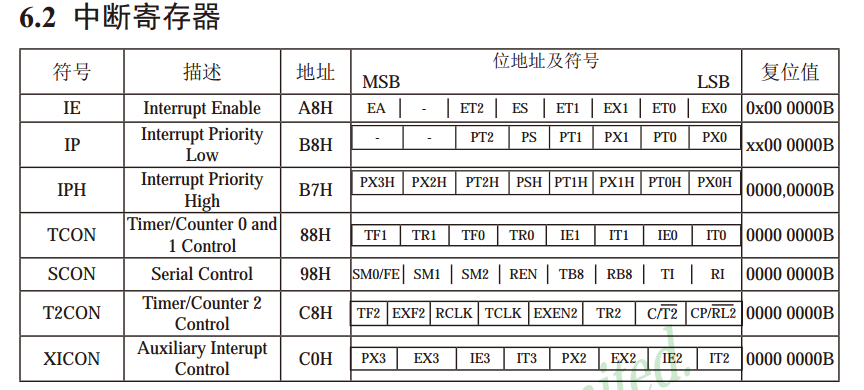 6.2 中断寄存器
符号 描述 地址 位地址及符号 复位值
MSB LSB
IE Interrupt Enable A8H EA - ET2 ES ET1 EX1 ET0 EX0 0x00 0000B
IP Interrupt Priority Low B8H - - PT2 PS PT1 PX1 PT0 PX0 xx00 0000B
IPH Interrupt Priority High B7H PX3H PX2H PT2H PSH PT1H PX1H PT0H PX0H 0000,0000B
TCON Timer/Counter 0 and 1 Control 88H TF1 TR1 TF0 TR0 IE1 IT1 IE0 IT0 0000 0000B
SCON Serial Control 98H SM0/FE SM1 SM2 REN TB8 RB8 TI RI 0000 0000B
T2CON Timer/Counter 2 Control C8H TF2 EXF2 RCLK TCLK EXEN2 TR2 C/T2 CP/RL2 0000 0000B
XICON Auxiliary Interupt Control C0H PX3 EX3 IE3 IT3 PX2 EX2 IE2 IT2 0000 0000B